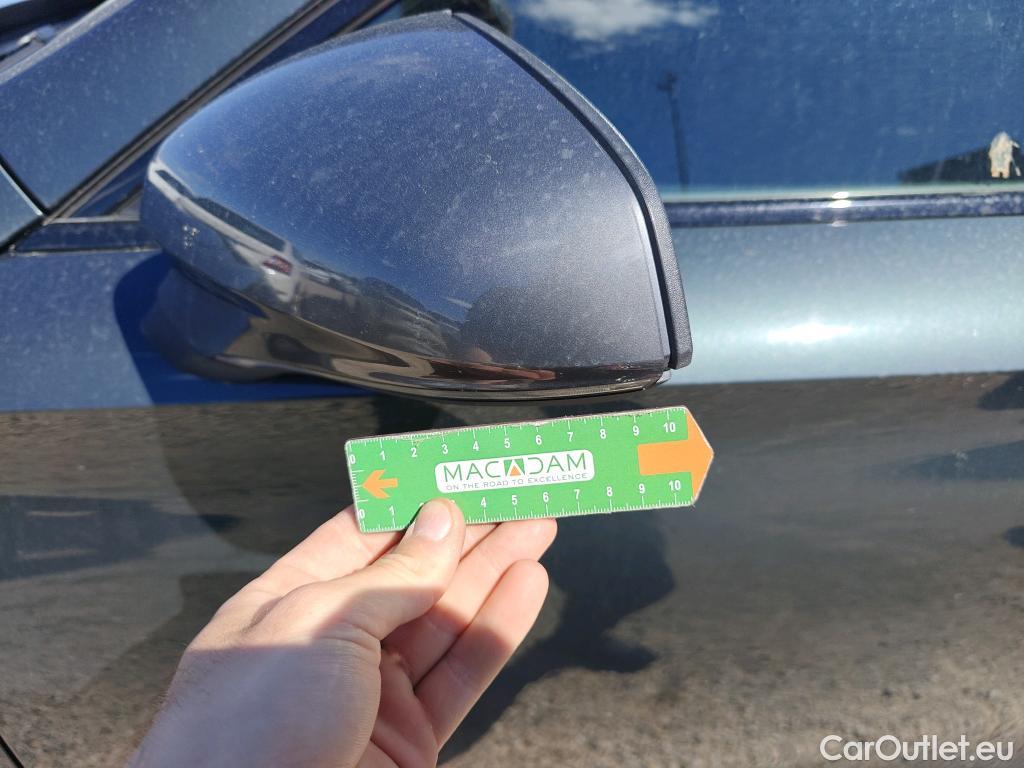 0 1 2 3 4 5 6 7 8 9 10
MACADAM
ON THE ROAD TO EXCELLENCE
0 1 3 4 5 6 7 8 9 10
CarOutlet.eu